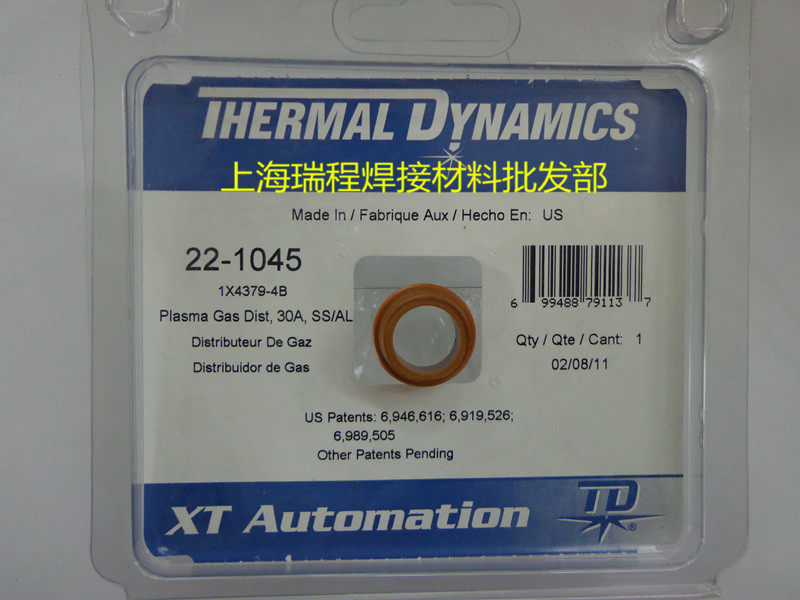 THERMAL DYNAMICS
上海瑞程焊接材料批发部
Made In / Fabrique Aux / Hecho En: US
22-1045
1X4379-4B
Plasma Gas Dist, 30A, SS/AL
Distributeur De Gaz
Distribuidor de Gas
6 99488 79113 7
Qty / Qte / Cant: 1
02/08/11
US Patents: 6,946,616; 6,919,526;
6,989,505
Other Patents Pending
XT Automation
TD®